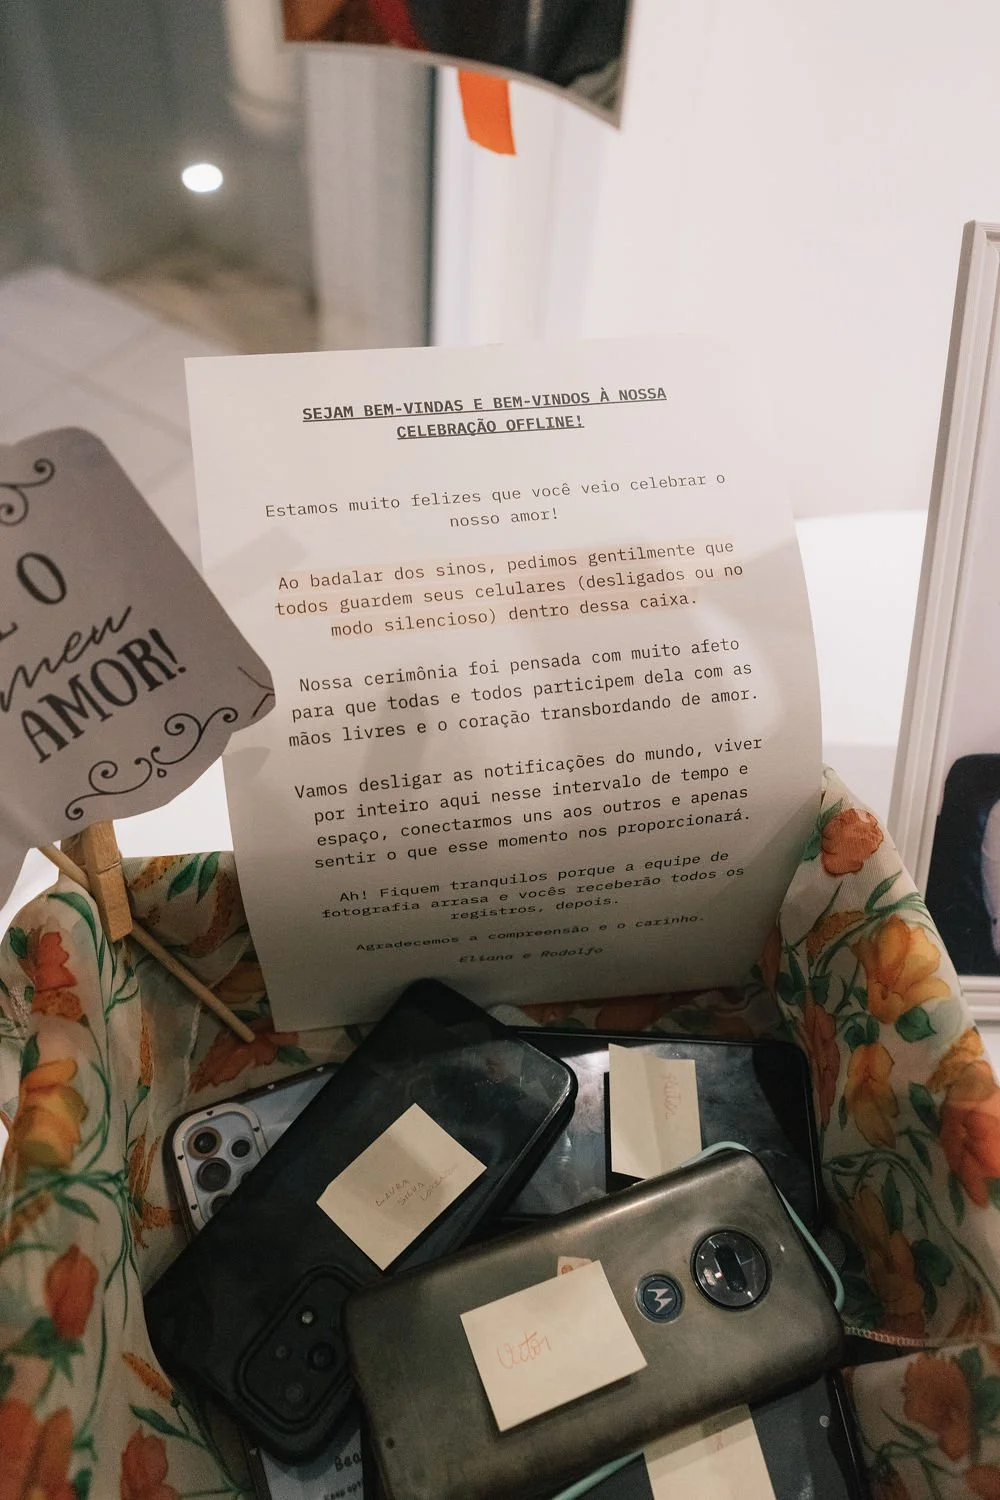 SEJAM BEM-VINDAS E BEM-VINDOS À NOSSA
CELEBRAÇÃO OFFLINE!
Estamos muito felizes que você veio celebrar o
nosso amor!
Ao badalar dos sinos, pedimos gentilmente que
todos guardem seus celulares (desligados ou no
modo silencioso) dentro dessa caixa.
Nossa cerimônia foi pensada com muito afeto
para que todas e todos participem dela com as
mãos livres e o coração transbordando de amor.
Vamos desligar as notificações do mundo, viver
por inteiro aqui nesse intervalo de tempo e
espaço, conectarmos uns aos outros e apenas
sentir o que esse momento nos proporcionará.
Ah! Fiquem tranquilos porque a equipe de
fotografia arrasa e vocês receberão todos os
registros, depois.
Agradecemos a compreensão e o carinho.
Eliana e Rodolfo
O
meu
AMOR!
LAURA
Vitor